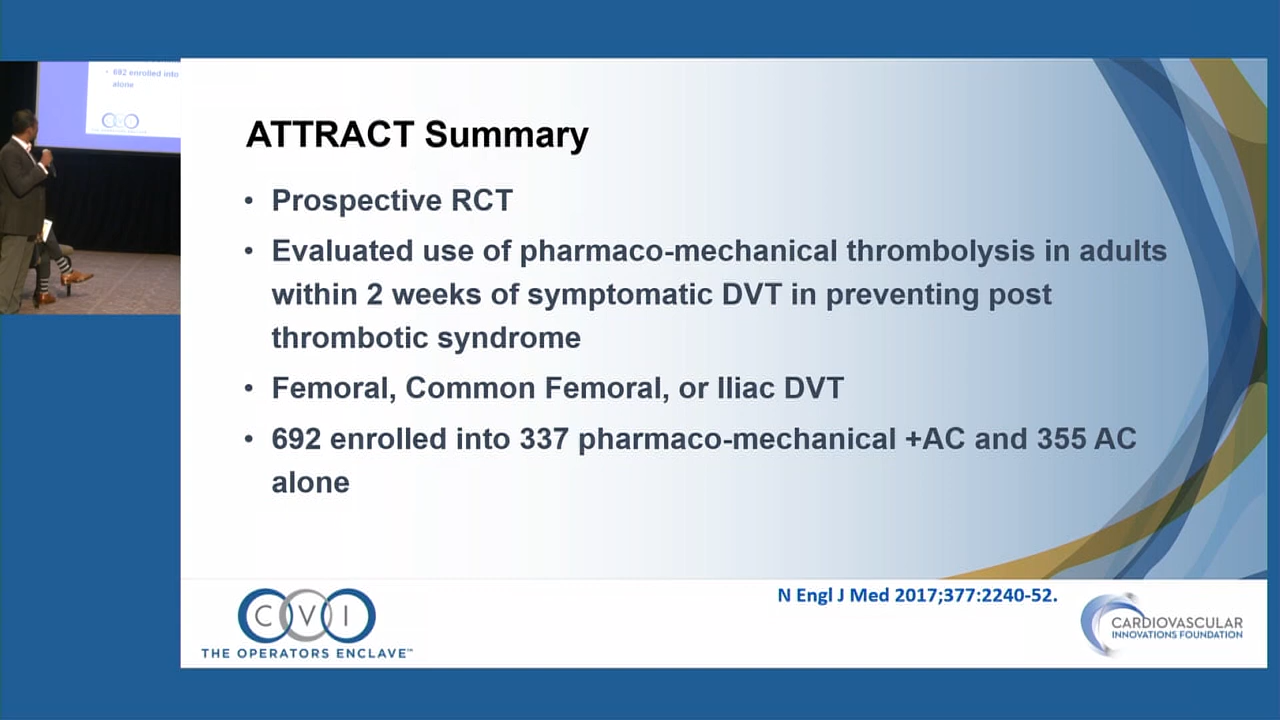 • 692 enrolled into
alone
CVI
ATTRACT Summary
• Prospective RCT
• Evaluated use of pharmaco-mechanical thrombolysis in adults
within 2 weeks of symptomatic DVT in preventing post
thrombotic syndrome
• Femoral, Common Femoral, or Iliac DVT
• 692 enrolled into 337 pharmaco-mechanical +AC and 355 AC
alone
N Engl J Med 2017;377:2240-52.
CVI
THE OPERATORS ENCLAVE™
CARDIOVASCULAR
INNOVATIONS FOUNDATION